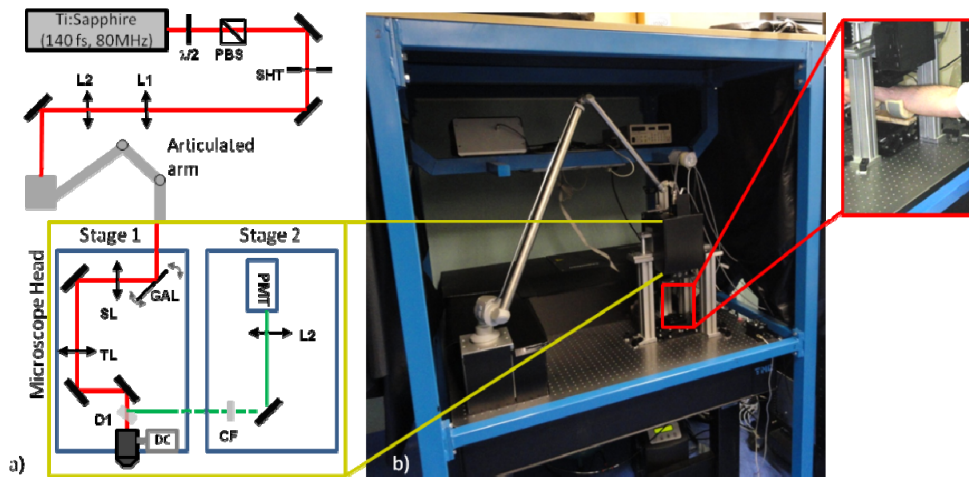 Ti:Sapphire
(140 fs, 80MHz)
λ/2
PBS
SHT
L2
L1
Articulated
arm
Microscope Head
Stage 1
Stage 2
GAL
SL
PMT
TL
L2
D1
CF
DC
a)
b)